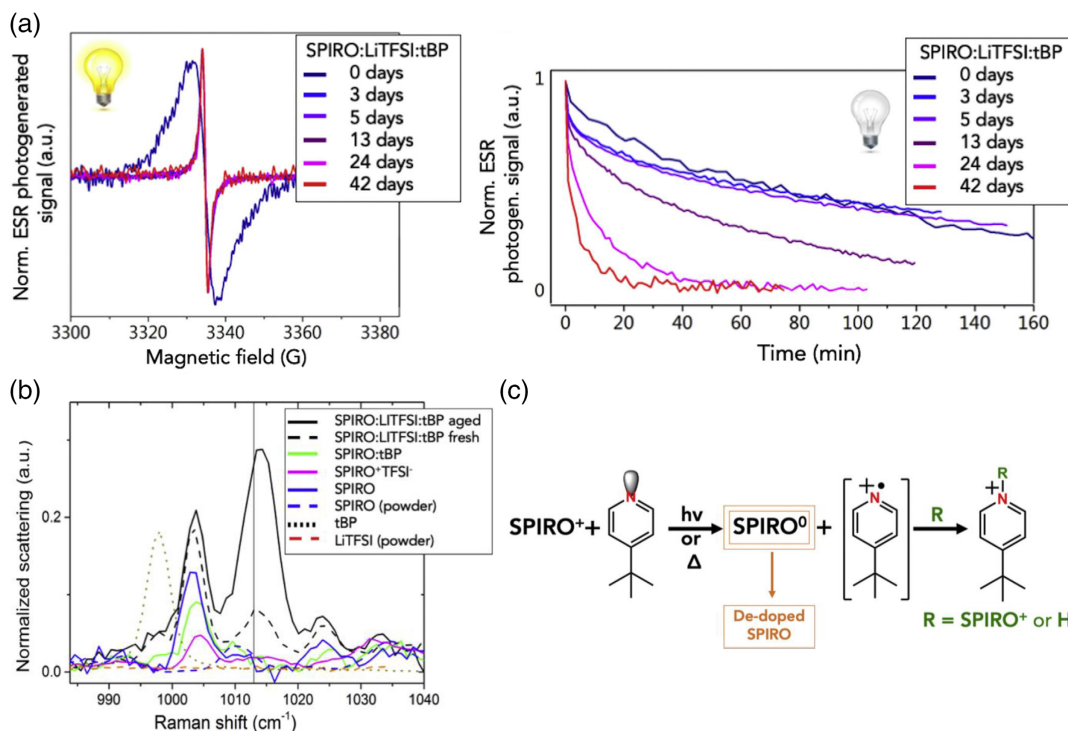 (a)
Norm. ESR photogenerated
signal (a.u.)
SPIRO:LiTFSI:tBP
0 days
3 days
5 days
13 days
24 days
42 days
3300 3320 3340 3360 3380
Magnetic field (G)
Norm. ESR
photogen. signal (a.u.)
1
0
SPIRO:LiTFSI:tBP
0 days
3 days
5 days
13 days
24 days
42 days
0 20 40 60 80 100 120 140 160
Time (min)
(b)
Normalized scattering (a.u.)
0.2
0.0
SPIRO:LITFSI:tBP aged
SPIRO:LITFSI:tBP fresh
SPIRO:tBP
SPIRO+TFSI-
SPIRO
SPIRO (powder)
tBP
LiTFSI (powder)
990 1000 1010 1020 1030 1040
Raman shift (cm-1)
(c)
SPIRO+ + N hν or Δ SPIRO0 + N +• R R N +
De-doped
SPIRO
R = SPIRO+ or H